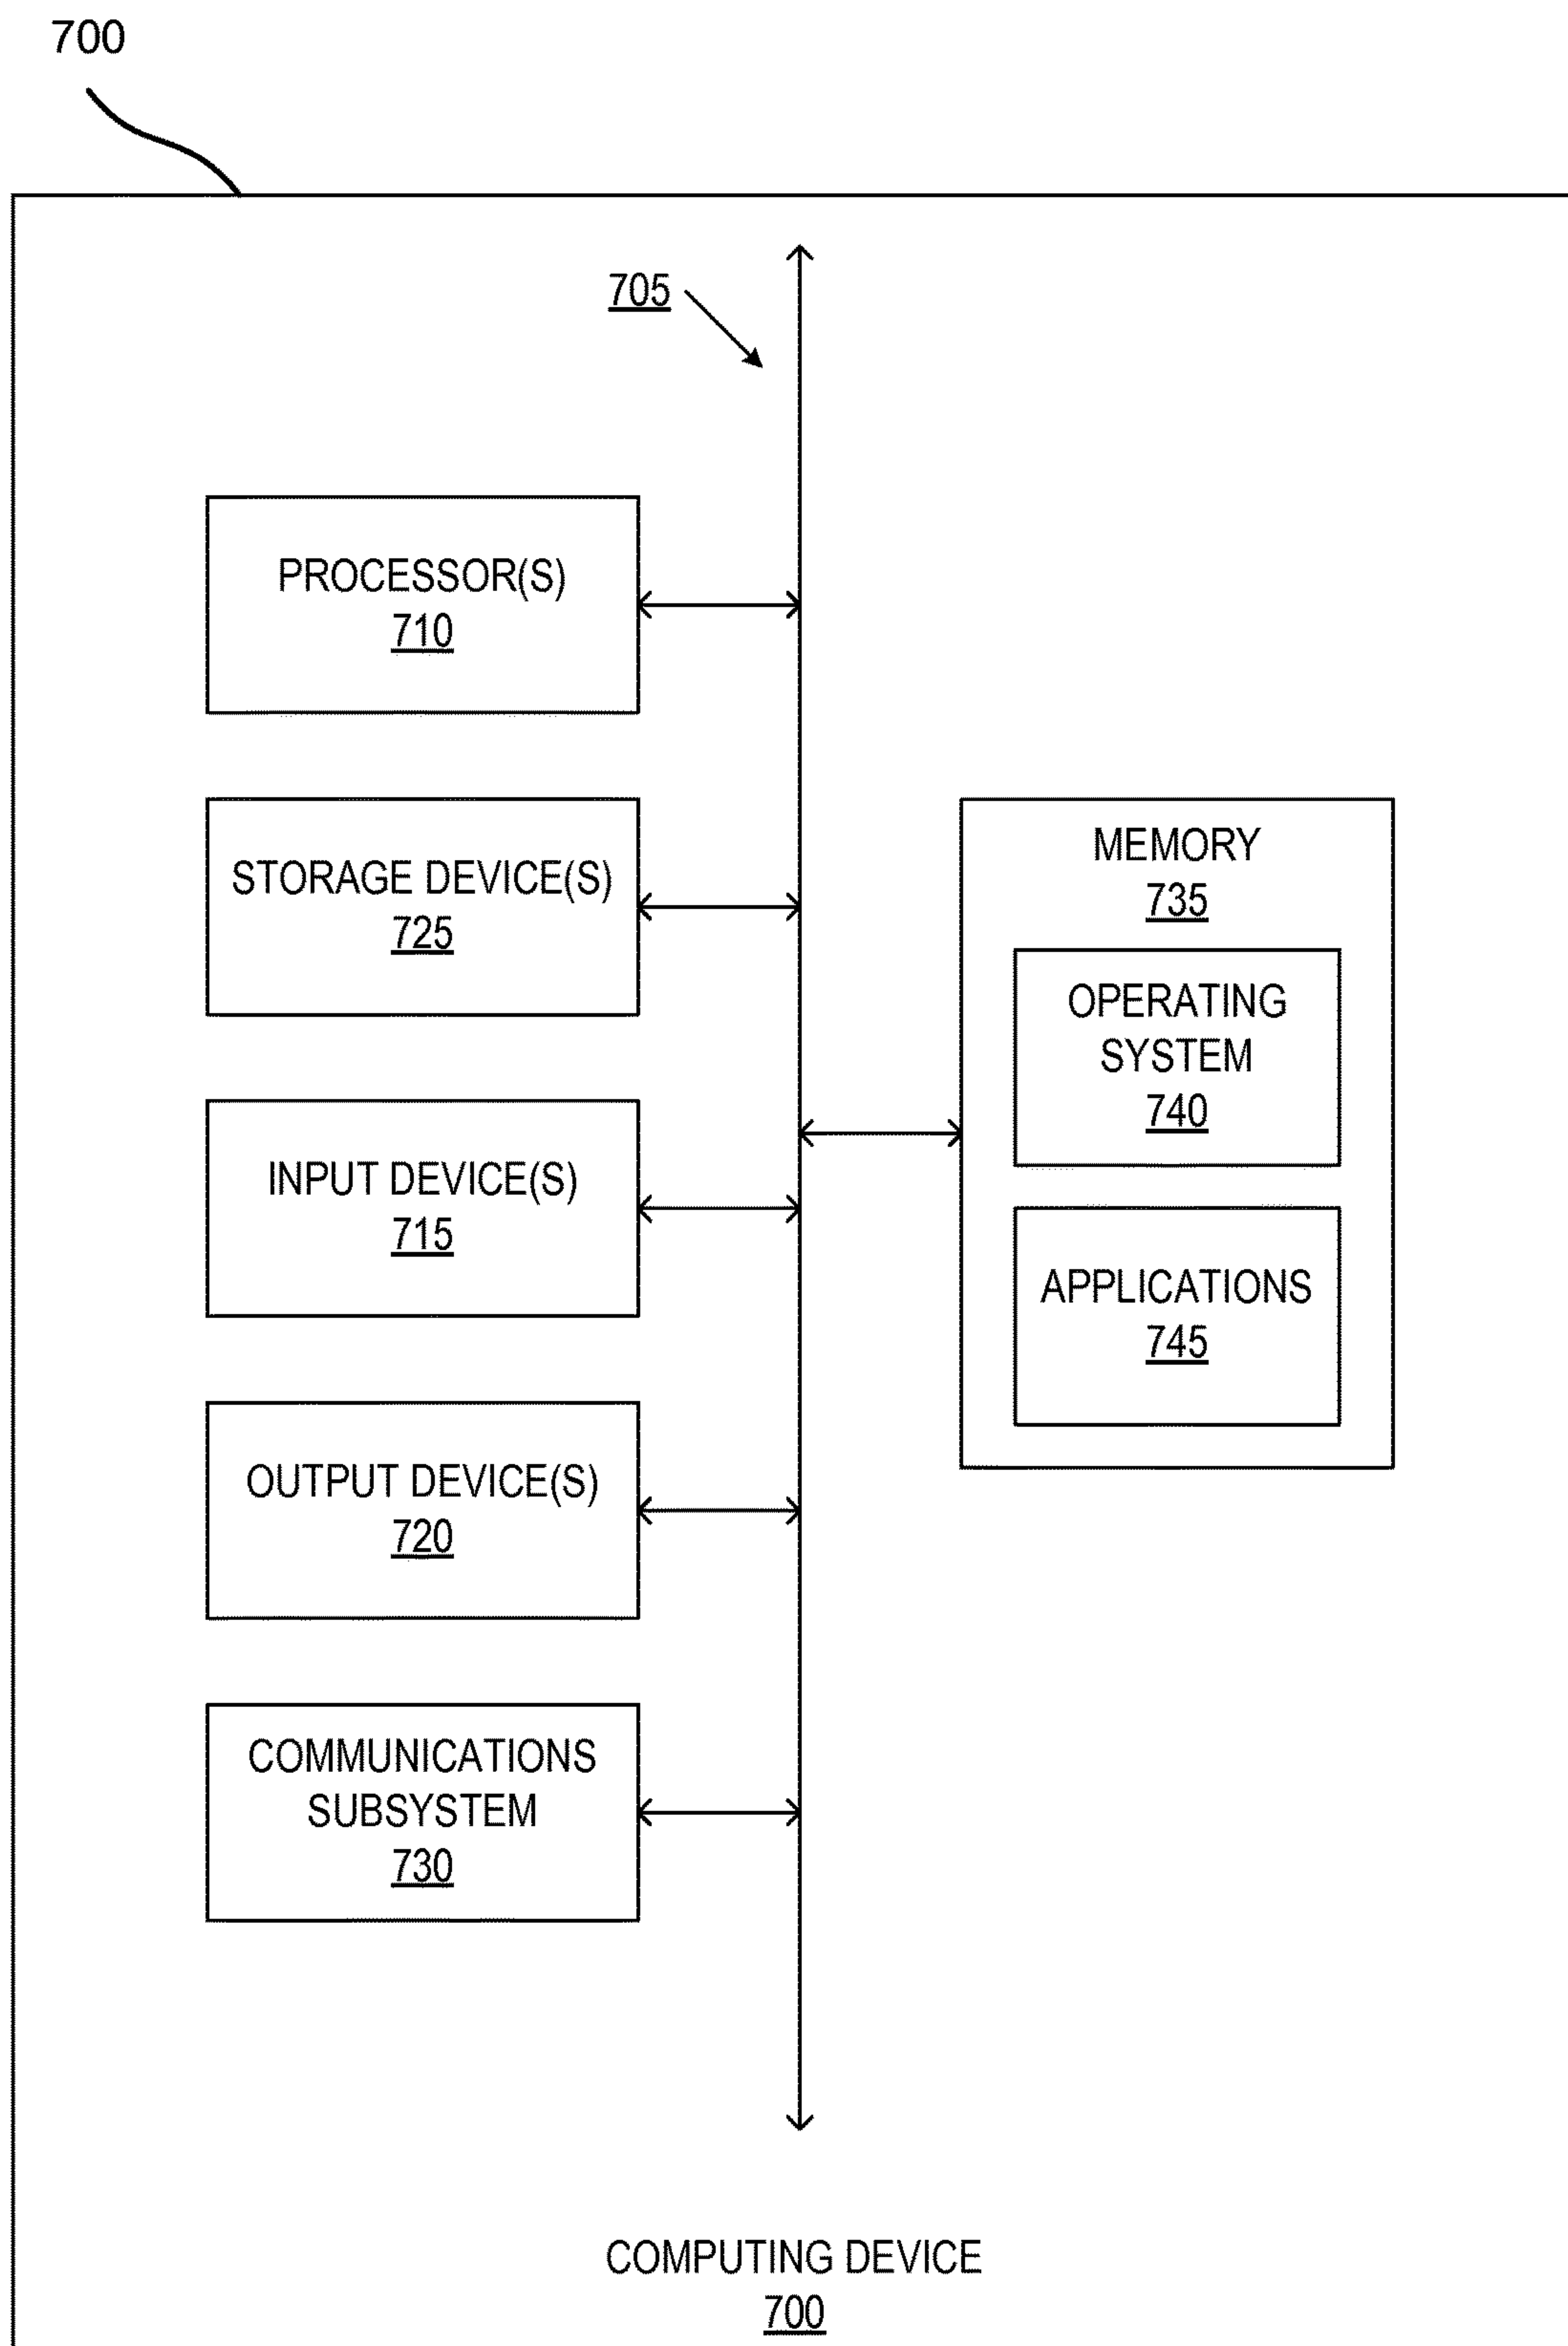 700
705
PROCESSOR(S)
710
STORAGE DEVICE(S)
725
INPUT DEVICE(S)
715
OUTPUT DEVICE(S)
720
COMMUNICATIONS
SUBSYSTEM
730
MEMORY
735
OPERATING
SYSTEM
740
APPLICATIONS
745
COMPUTING DEVICE
700